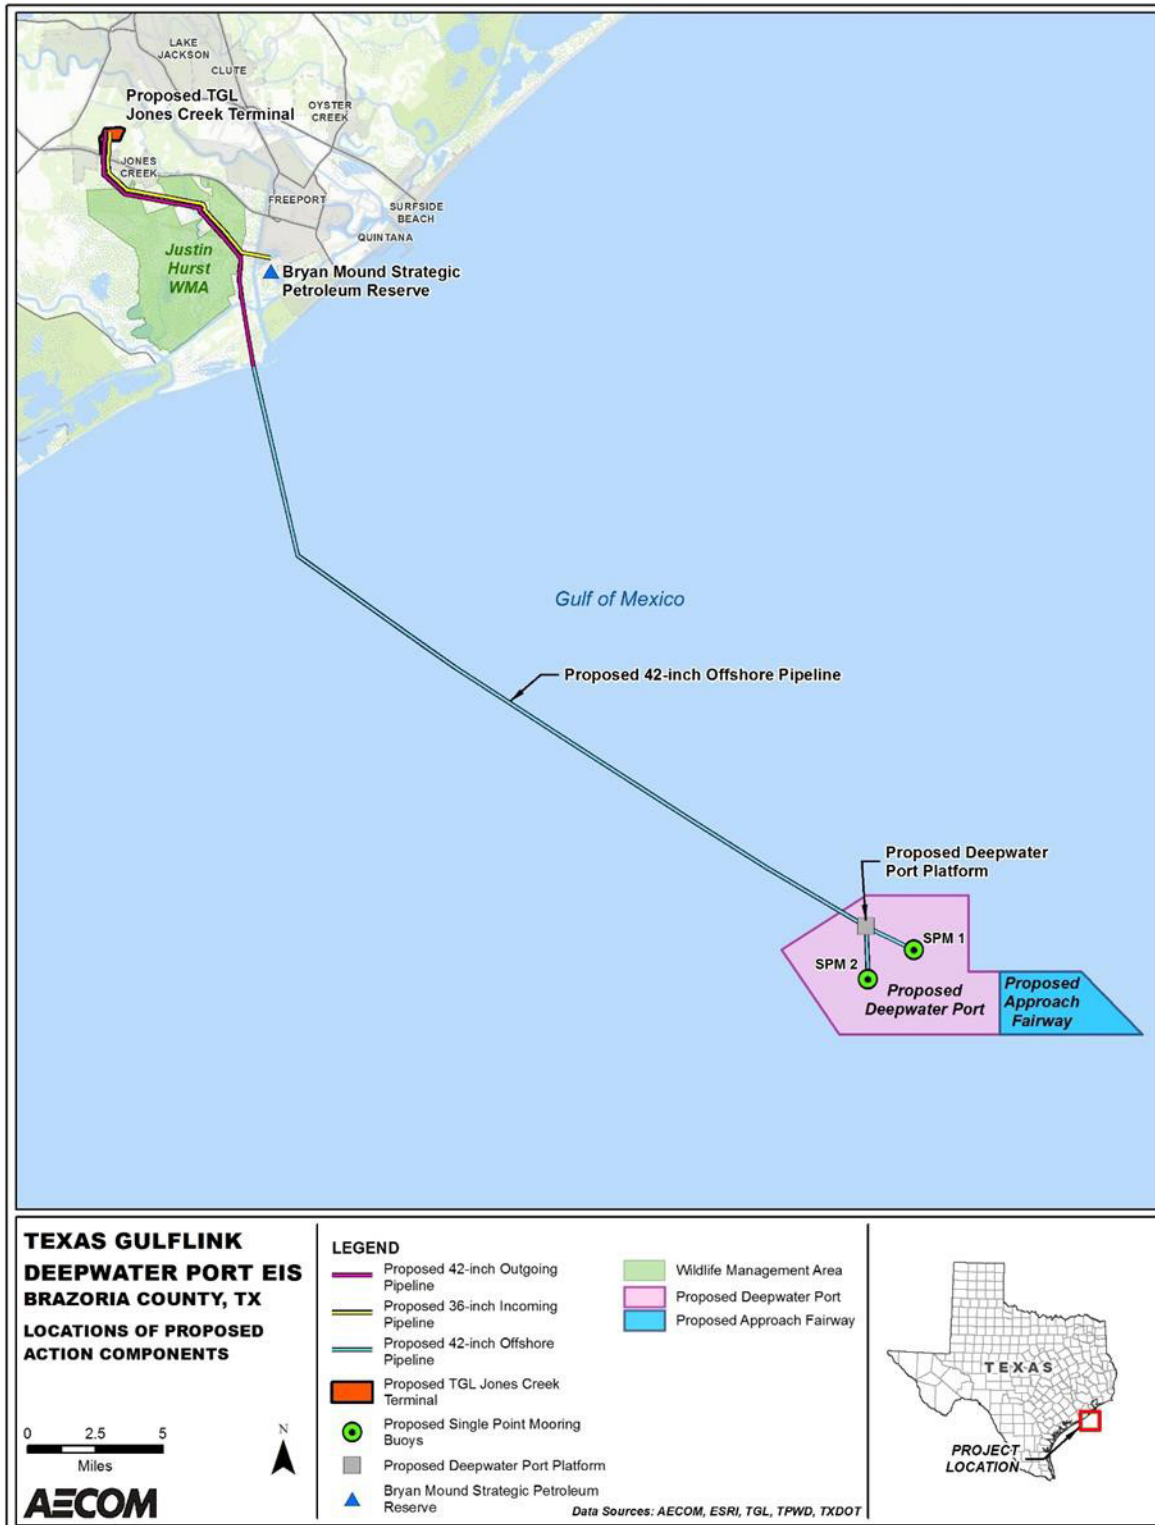 LAKE
JACKSON
CLUTE
Proposed TGL
Jones Creek Terminal
OYSTER
CREEK
JONES
CREEK
FREEPORT
SURFSIDE
BEACH
QUINTANA
Justin
Hurst
WMA
Bryan Mound Strategic
Petroleum Reserve
Gulf of Mexico
Proposed 42-inch Offshore Pipeline
Proposed Deepwater
Port Platform
SPM 1
SPM 2
Proposed
Deepwater Port
Proposed
Approach
Fairway
TEXAS GULFLINK
DEEPWATER PORT EIS
BRAZORIA COUNTY, TX
LOCATIONS OF PROPOSED
ACTION COMPONENTS
0 2.5 5
Miles
N
AECOM
LEGEND
Proposed 42-inch Outgoing
Pipeline
Proposed 36-inch Incoming
Pipeline
Proposed 42-inch Offshore
Pipeline
Proposed TGL Jones Creek
Terminal
Proposed Single Point Mooring
Buoys
Proposed Deepwater Port Platform
Bryan Mound Strategic Petroleum
Reserve
Wildlife Management Area
Proposed Deepwater Port
Proposed Approach Fairway
Data Sources: AECOM, ESRI, TGL, TPWD, TXDOT
TEXAS
PROJECT
LOCATION